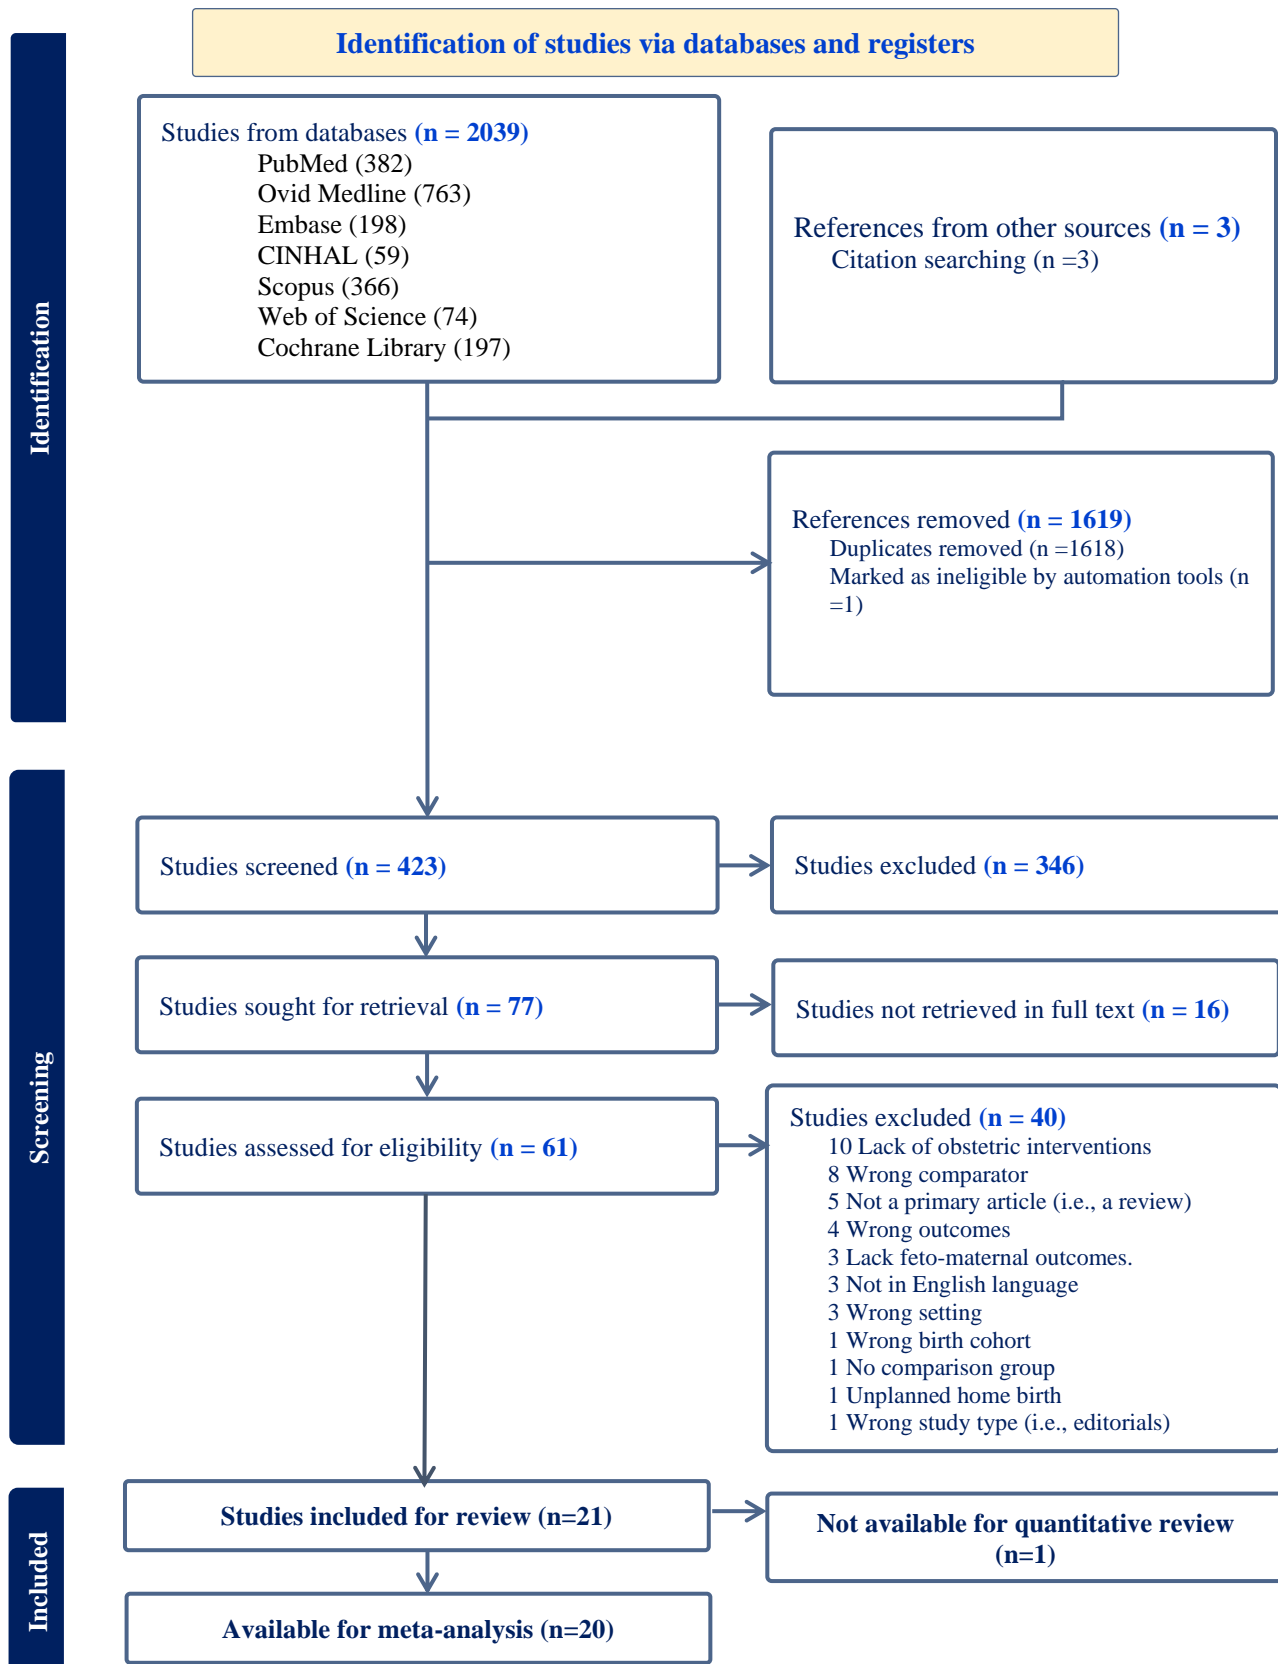 Identification of studies via databases and registers
Identification
Studies from databases (n = 2039)
PubMed (382)
Ovid Medline (763)
Embase (198)
CINHAL (59)
Scopus (366)
Web of Science (74)
Cochrane Library (197)
References from other sources (n = 3)
Citation searching (n =3)
References removed (n = 1619)
Duplicates removed (n =1618)
Marked as ineligible by automation tools (n
=1)
Screening
Studies screened (n = 423)
Studies excluded (n = 346)
Studies sought for retrieval (n = 77)
Studies not retrieved in full text (n = 16)
Studies assessed for eligibility (n = 61)
Studies excluded (n = 40)
10 Lack of obstetric interventions
8 Wrong comparator
5 Not a primary article (i.e., a review)
4 Wrong outcomes
3 Lack feto-maternal outcomes.
3 Not in English language
3 Wrong setting
1 Wrong birth cohort
1 No comparison group
1 Unplanned home birth
1 Wrong study type (i.e., editorials)
Included
Studies included for review (n=21)
Not available for quantitative review
(n=1)
Available for meta-analysis (n=20)